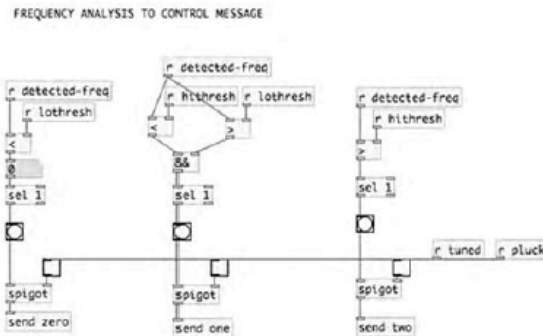 FREQUENCY ANALYSIS TO CONTROL MESSAGE
r detected-freq
r lothresh
<
0
sel 1
spigot
send zero
r detected-freq
r hithresh
r lothresh
<
>
&&
sel 1
spigot
send one
r detected-freq
r hithresh
>
sel 1
spigot
send two
r tuned
r pluck